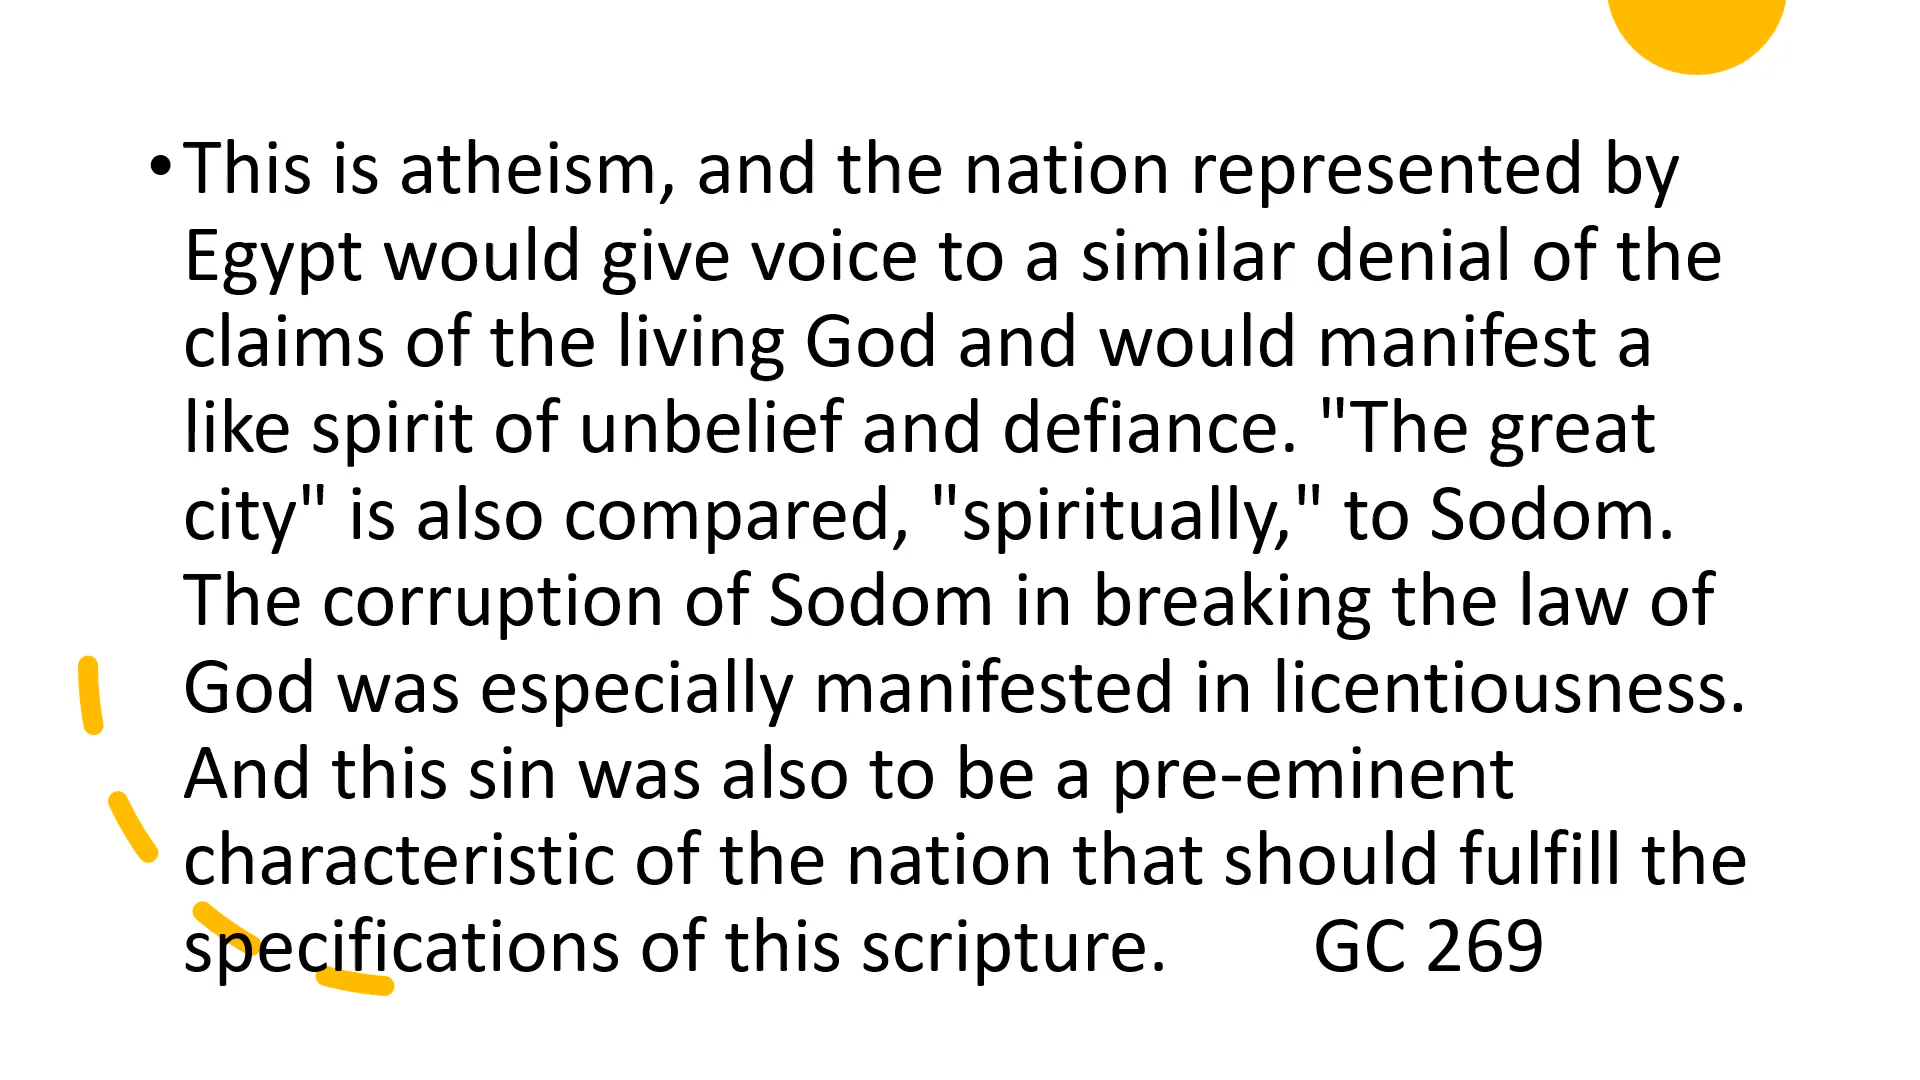 •This is atheism, and the nation represented by
Egypt would give voice to a similar denial of the
claims of the living God and would manifest a
like spirit of unbelief and defiance. "The great
city" is also compared, "spiritually," to Sodom.
The corruption of Sodom in breaking the law of
God was especially manifested in licentiousness.
And this sin was also to be a pre-eminent
characteristic of the nation that should fulfill the
specifications of this scripture. GC 269